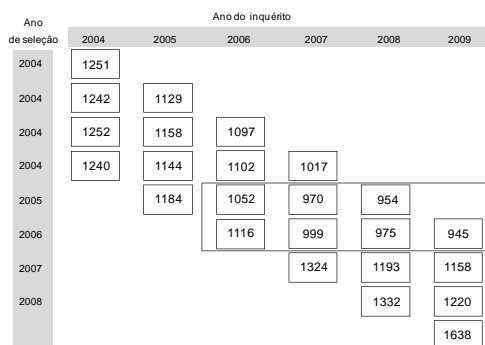 Ano do inquérito
Ano
de seleção 2004 2005 2006 2007 2008 2009
2004 1251
2004 1242 1129
2004 1252 1158 1097
2004 1240 1144 1102 1017
2005 1184 1052 970 954
2006 1116 999 975 945
2007 1324 1193 1158
2008 1332 1220
1638